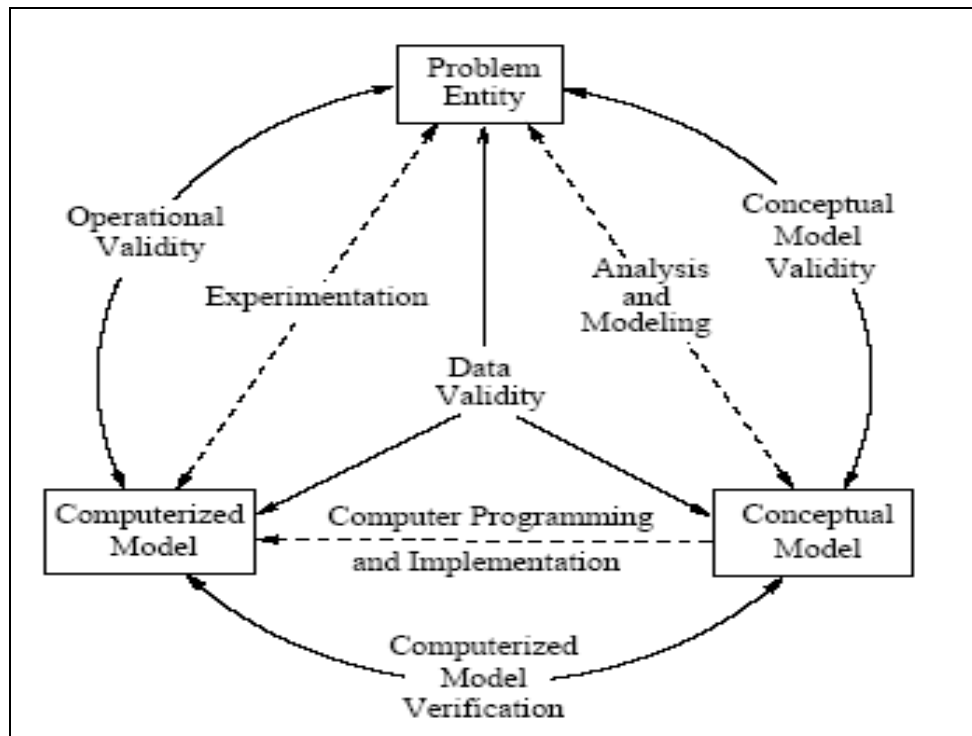 Problem
Entity
Operational
Validity
Conceptual
Model
Validity
Experimentation
Analysis
and
Modeling
Data
Validity
Computerized
Model
Computer Programming
and Implementation
Conceptual
Model
Computerized
Model
Verification